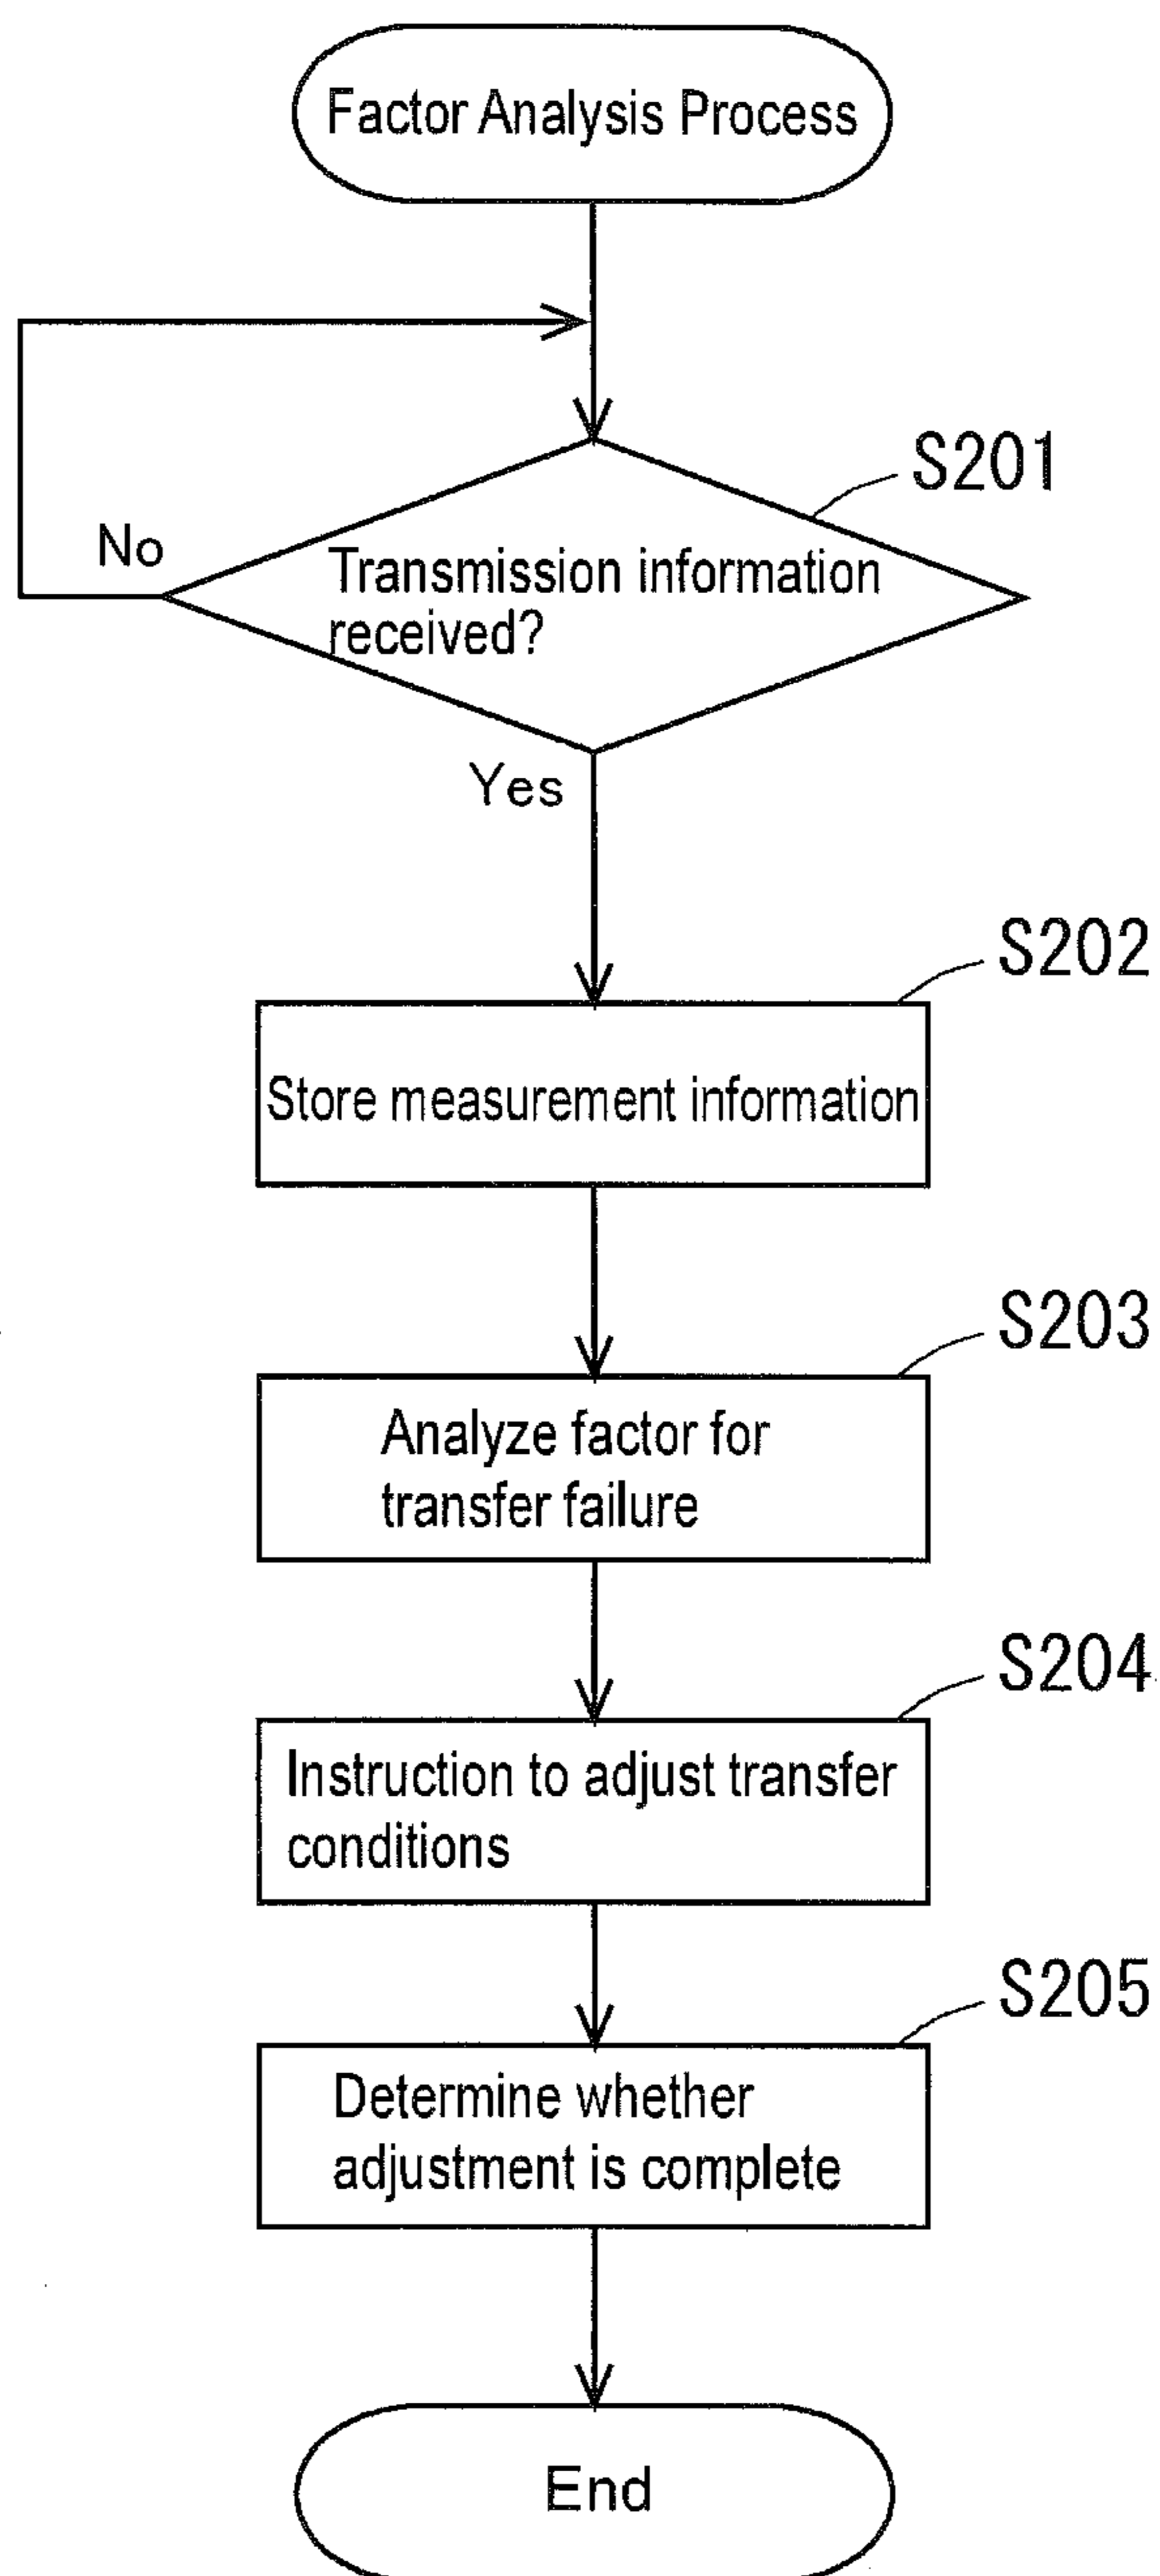 Factor Analysis Process
S201
No
Transmission information
received?
Yes
S202
Store measurement information
S203
Analyze factor for
transfer failure
S204
Instruction to adjust transfer
conditions
S205
Determine whether
adjustment is complete
End